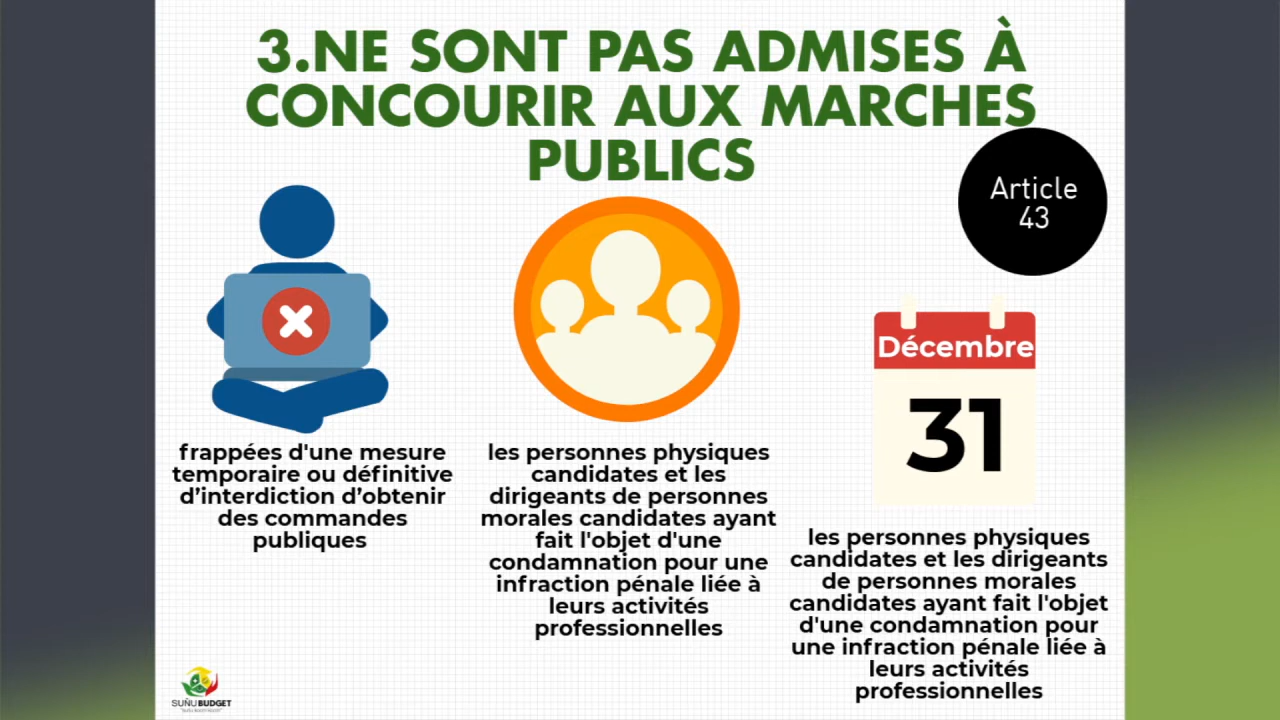 3.NE SONT PAS ADMISES À
CONCOURIR AUX MARCHES
PUBLICS
Article
43
Décembre
31
frappées d'une mesure
temporaire ou définitive
d’interdiction d’obtenir
des commandes
publiques
les personnes physiques
candidates et les
dirigeants de personnes
morales candidates ayant
fait l'objet d'une
condamnation pour une
infraction pénale liée à
leurs activités
professionnelles
les personnes physiques
candidates et les dirigeants
de personnes morales
candidates ayant fait l'objet
d'une condamnation pour
une infraction pénale liée à
leurs activités
professionnelles
SUÑUBUDGET